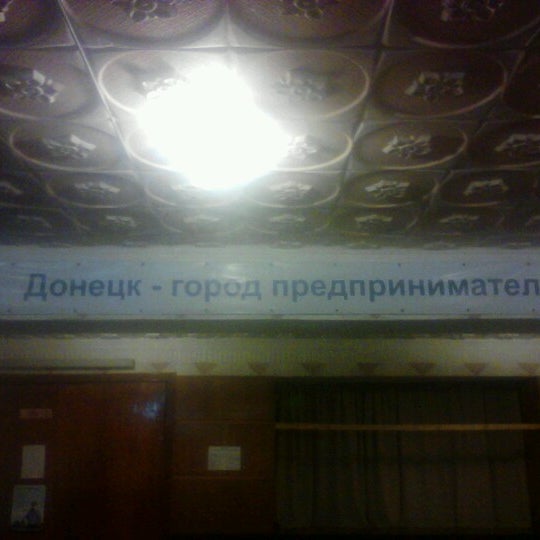 Донецк - город предпринимател